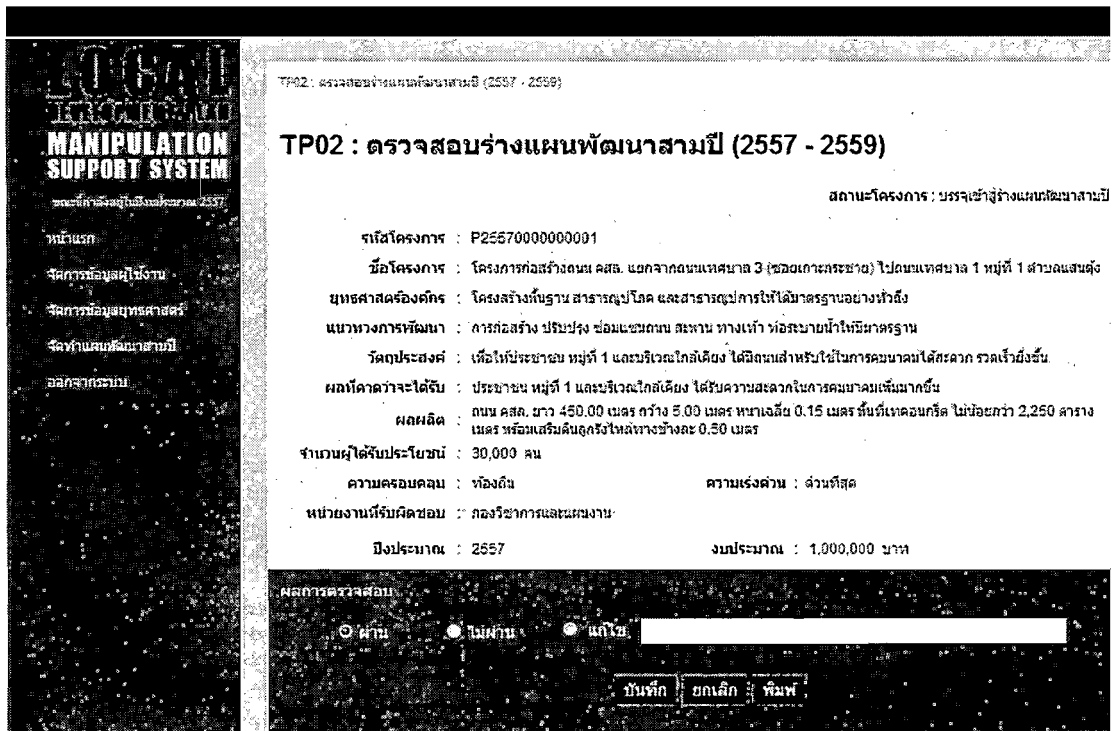 LOCAL
DEVELOPMENT PLAN
MANIPULATION
SUPPORT SYSTEM
ขณะนี้กำลังอยู่ในปีงบประมาณ 2557
หน้าแรก
จัดการข้อมูลผู้ใช้งาน
จัดการข้อมูลยุทธศาสตร์
จัดทำแผนพัฒนาสามปี
ออกจากระบบ
TP02 : ตรวจสอบร่างแผนพัฒนาสามปี (2557 - 2559)
TP02 : ตรวจสอบร่างแผนพัฒนาสามปี (2557 - 2559)
สถานะโครงการ : บรรจุเข้าสู่ร่างแผนพัฒนาสามปี
รหัสโครงการ : P25570000000001
ชื่อโครงการ : โครงการก่อสร้างถนน คสล. แยกจากถนนเทศบาล 3 (ซอยเกาะกระชาย) ไปถนนเทศบาล 1 หมู่ที่ 1 ตำบลแสนตุ้ง
ยุทธศาสตร์องค์กร : โครงสร้างพื้นฐาน สาธารณูปโภค และสาธารณูปการให้ได้มาตรฐานอย่างทั่วถึง
แนวทางการพัฒนา : การก่อสร้าง ปรับปรุง ซ่อมแซมถนน สะพาน ทางเท้า ท่อระบายน้ำให้มีมาตรฐาน
วัตถุประสงค์ : เพื่อให้ประชาชน หมู่ที่ 1 และบริเวณใกล้เคียง ได้มีถนนสำหรับใช้ในการคมนาคมได้สะดวก รวดเร็วยิ่งขึ้น
ผลที่คาดว่าจะได้รับ : ประชาชน หมู่ที่ 1 และบริเวณใกล้เคียง ได้รับความสะดวกในการคมนาคมเพิ่มมากขึ้น
ผลผลิต : ถนน คสล. ยาว 450.00 เมตร กว้าง 5.00 เมตร หนาเฉลี่ย 0.15 เมตร พื้นที่เทคอนกรีต ไม่น้อยกว่า 2,250 ตาราง
เมตร พร้อมเสริมดินลูกรังไหล่ทางข้างละ 0.50 เมตร
จำนวนผู้ได้รับประโยชน์ : 30,000 คน
ความครอบคลุม : ท้องถิ่น ความเร่งด่วน : ด่วนที่สุด
หน่วยงานที่รับผิดชอบ : กองวิชาการและแผนงาน
ปีงบประมาณ : 2557 งบประมาณ : 1,000,000 บาท
ผลการตรวจสอบ
ผ่าน ไม่ผ่าน แก้ไข
บันทึก ยกเลิก พิมพ์